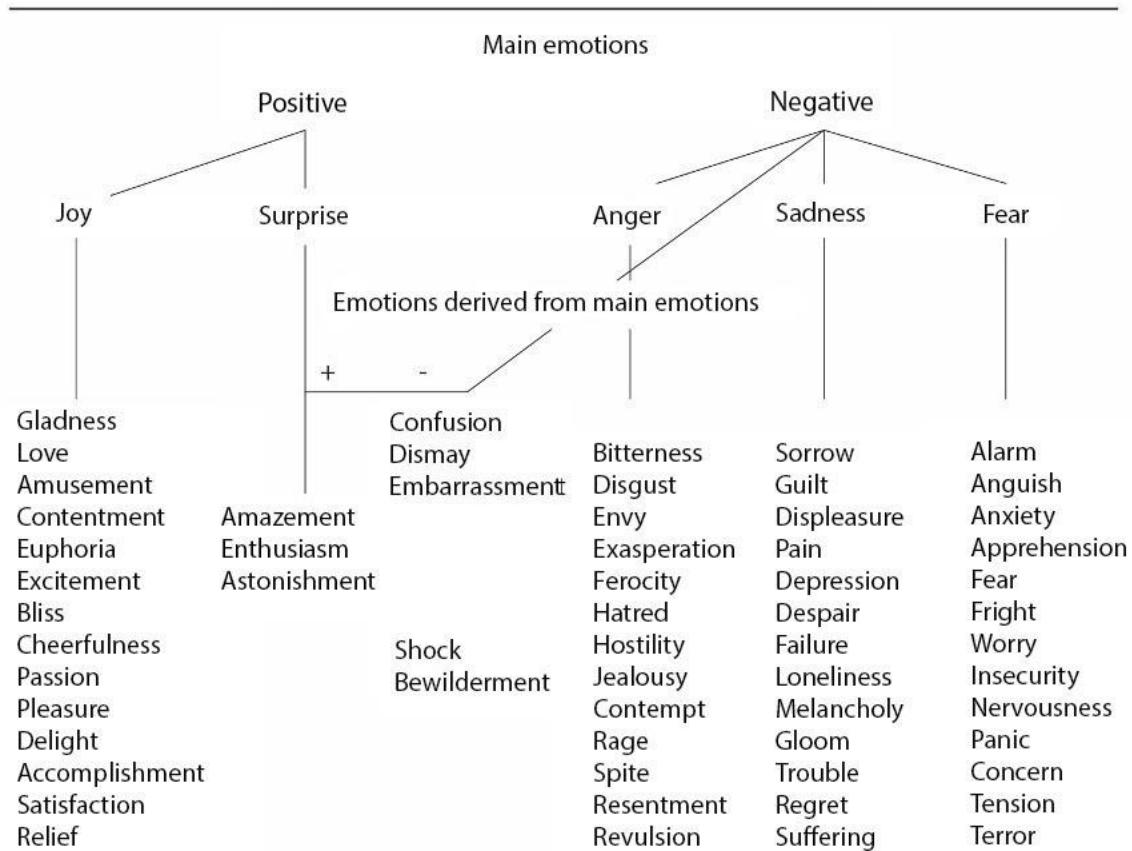 Main emotions
Positive
Negative
Joy
Surprise
Anger
Sadness
Fear
Emotions derived from main emotions
+
-
Gladness
Love
Amusement
Contentment
Euphoria
Excitement
Bliss
Cheerfulness
Passion
Pleasure
Delight
Accomplishment
Satisfaction
Relief
Amazement
Enthusiasm
Astonishment
Confusion
Dismay
Embarrassment
Shock
Bewilderment
Bitterness
Disgust
Envy
Exasperation
Ferocity
Hatred
Hostility
Jealousy
Contempt
Rage
Spite
Resentment
Revulsion
Sorrow
Guilt
Displeasure
Pain
Depression
Despair
Failure
Loneliness
Melancholy
Gloom
Trouble
Regret
Suffering
Alarm
Anguish
Anxiety
Apprehension
Fear
Fright
Worry
Insecurity
Nervousness
Panic
Concern
Tension
Terror